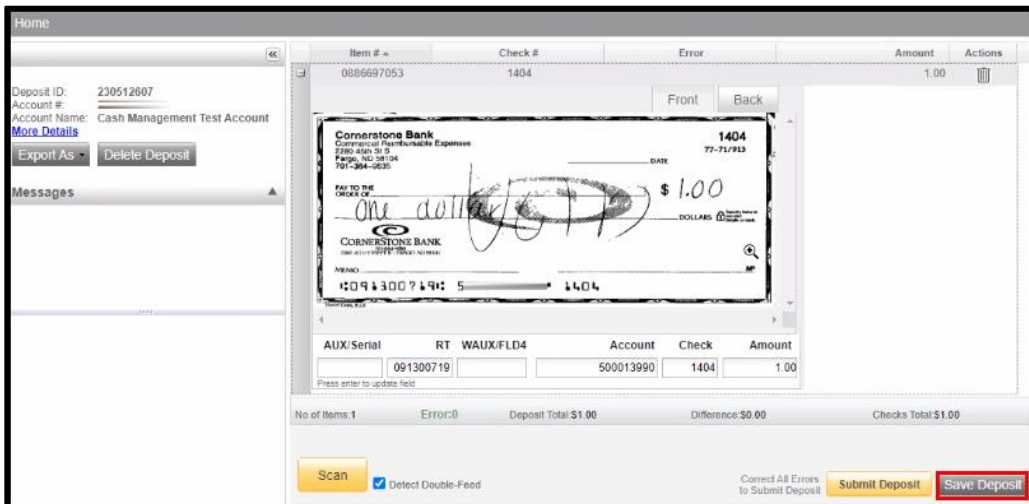 Home
Item # Check # Error Amount Actions
0886697053 1404 1.00
Deposit ID: 230512607
Account #:
Account Name: Cash Management Test Account
More Details
Export As Delete Deposit
Messages
Front Back
Cornerstone Bank
Commercial Reimbursable Expenses
2280 45th St S
Fargo, ND 58104
701-364-9635
1404
77-71/913
DATE
PAY TO THE
ORDER OF
$ 1.00
One dollar
DOLLARS
CORNERSTONE BANK
MEMO
MP
⑆091300719⑆ 5 1404
AUX/Serial RT WAUX/FLD4 Account Check Amount
091300719 500013990 1404 1.00
Press enter to update field
No of Items:1 Error:0 Deposit Total:$1.00 Difference:$0.00 Checks Total:$1.00
Scan
Detect Double-Feed
Correct All Errors
to Submit Deposit
Submit Deposit
Save Deposit